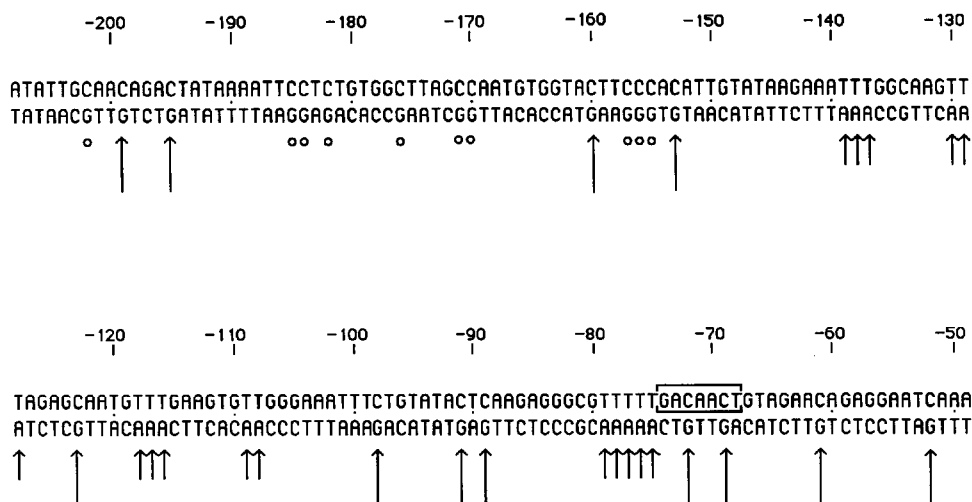 -200 -190 -180 -170 -160 -150 -140 -130
ATATTGCAACAGACTATAAAATTCCTCTGTGGCTTAGCCAATGTGGTACTTCCCACATTGTATAAGAAATTTGGCAAGTT
TATAACGTTGTCTGATATTTTAAGGAGACACCGAATCGGTTACACCATGAAGGGTGTAACATATTCTTTAAACCGTTCAA
-120 -110 -100 -90 -80 -70 -60 -50
TAGAGCAATGTTTGAAGTGTTGGGAAATTTCTGTATACTCAAGAGGGCGTTTTTGACAACTGTAGAACAGAGGAATCAAA
ATCTCGTTACAAACTTCACAACCCTTTAAAGACATATGAGTTCTCCCGCAAAAACTGTTGACATCTTGTCTCCTTAGTTT